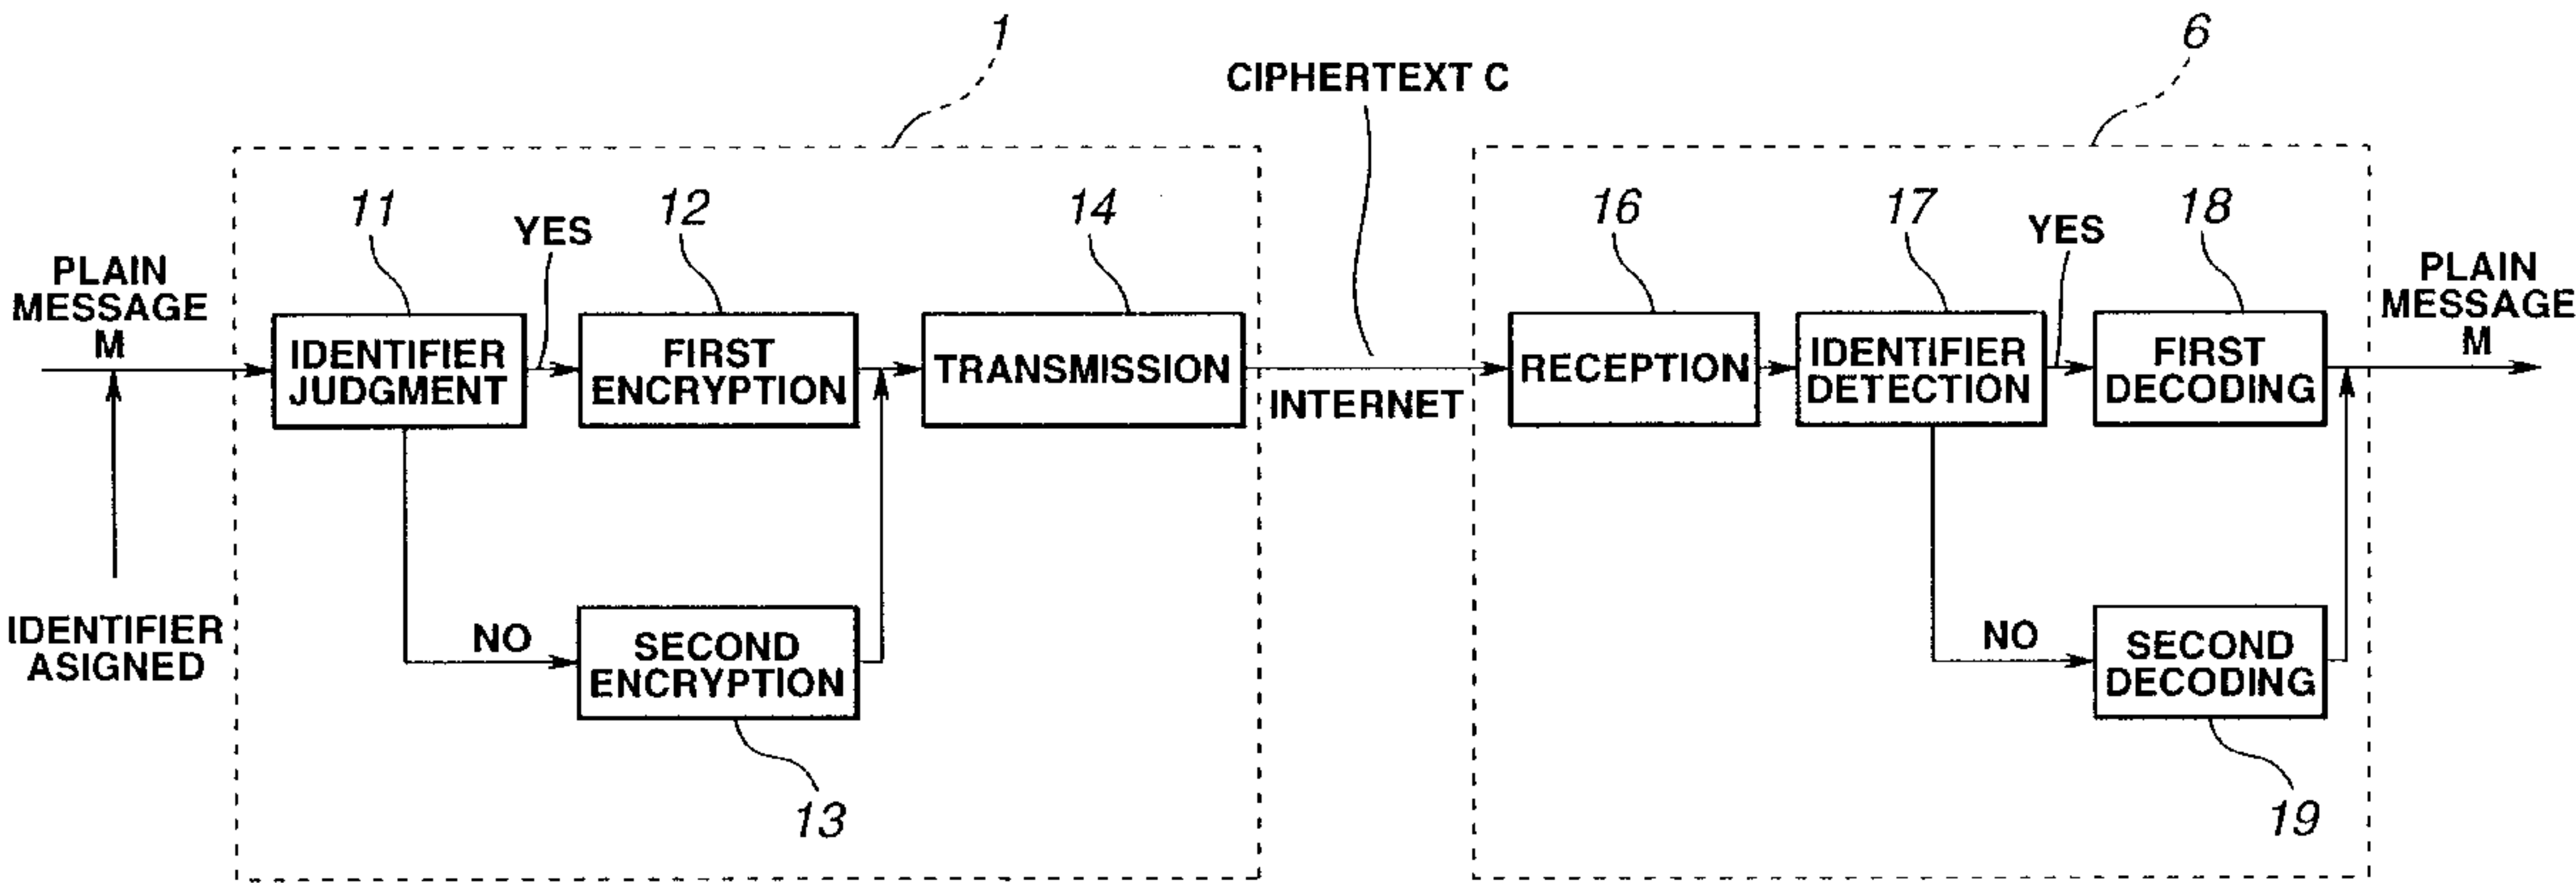 1
6
CIPHERTEXT C
11
YES
12
14
16
17
YES
18
PLAIN
MESSAGE
M
IDENTIFIER
JUDGMENT
FIRST
ENCRYPTION
TRANSMISSION
INTERNET
RECEPTION
IDENTIFIER
DETECTION
FIRST
DECODING
PLAIN
MESSAGE
M
IDENTIFIER
ASIGNED
NO
SECOND
ENCRYPTION
13
NO
SECOND
DECODING
19